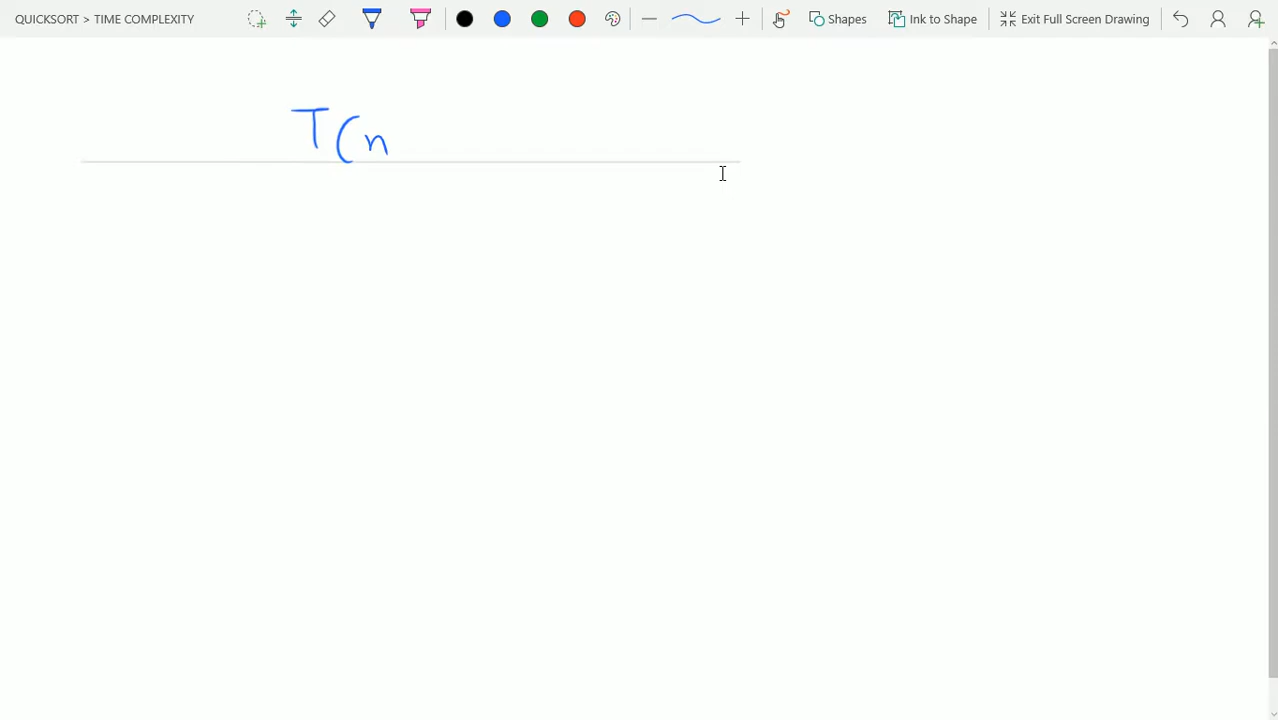 QUICKSORT > TIME COMPLEXITY
Shapes
Ink to Shape
Exit Full Screen Drawing
T(n